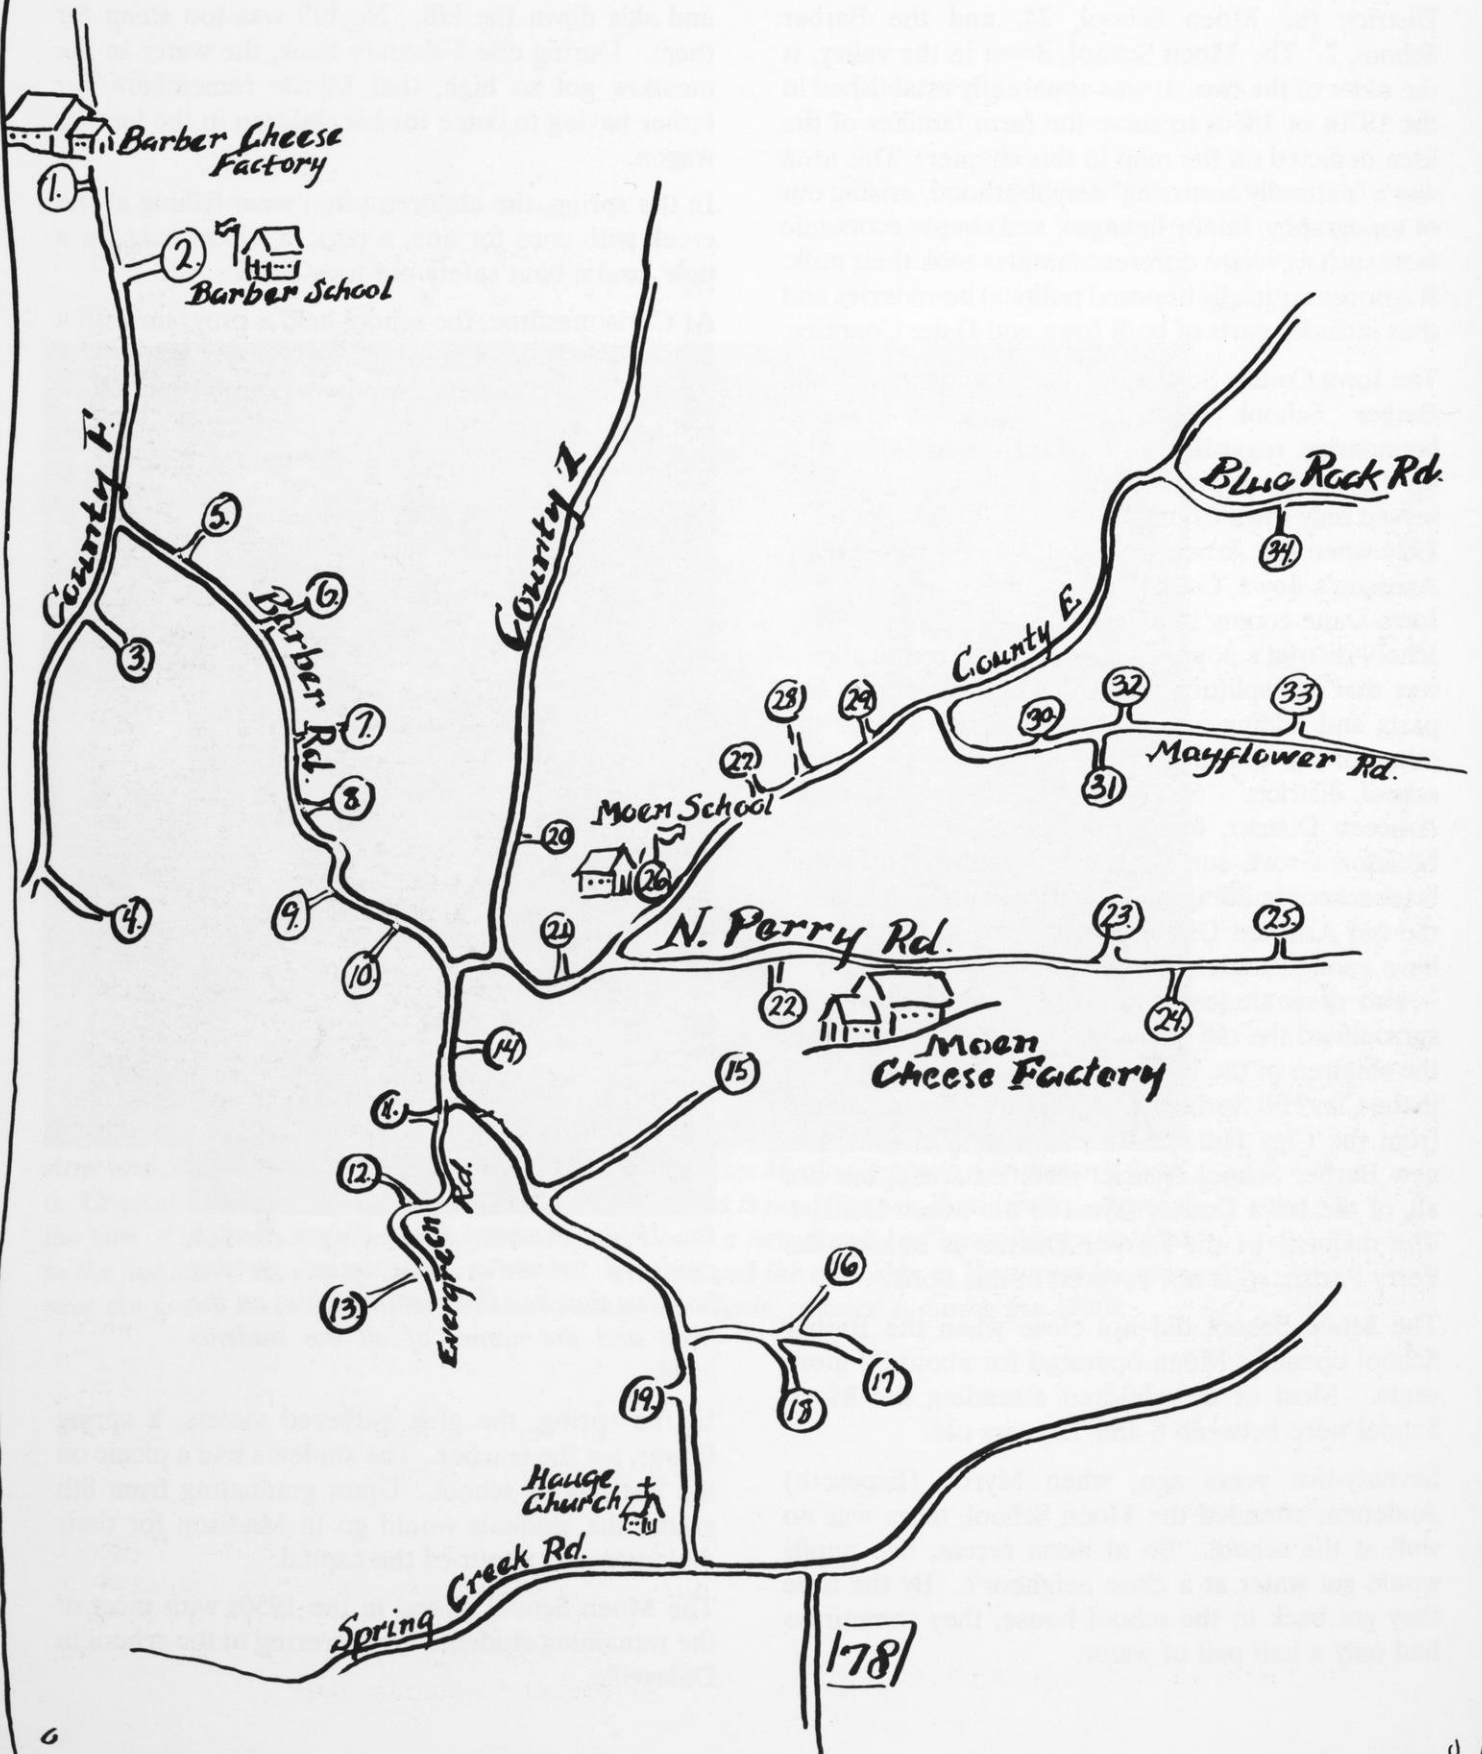 Barber Cheese
Factory
1.
2.
Barber School
County F.
5.
6.
Barber Rd.
3.
7.
8.
4.
9.
10.
County Z
20
21
Blue Rock Rd.
34.
County E
28
29
27.
30.
32
33
31
Mayflower Rd.
Moen School
26
N. Perry Rd.
23.
25.
22
24.
Moen
Cheese Factory
14
15
11.
12.
13.
Evergreen Rd.
16
17
18
19.
Hauge
Church
Spring Creek Rd.
178